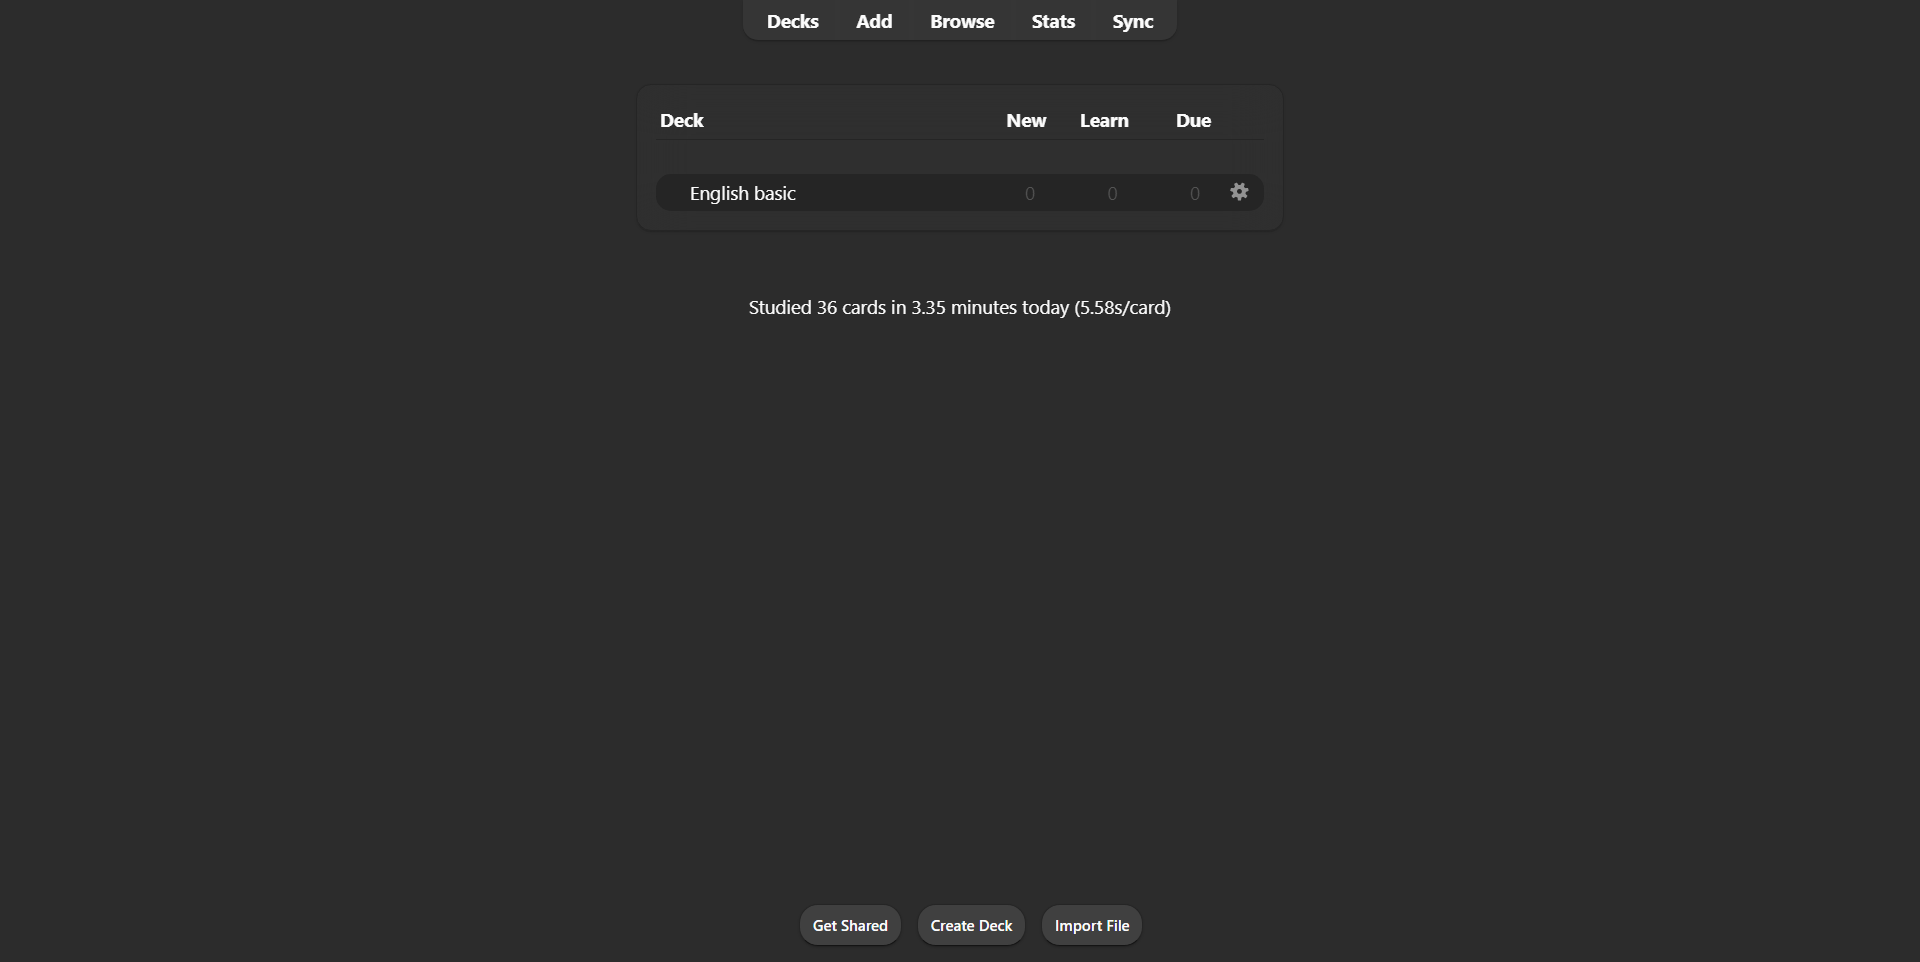 Decks Add Browse Stats Sync
Deck New Learn Due
English basic 0 0 0
Studied 36 cards in 3.35 minutes today (5.58s/card)
Get Shared Create Deck Import File